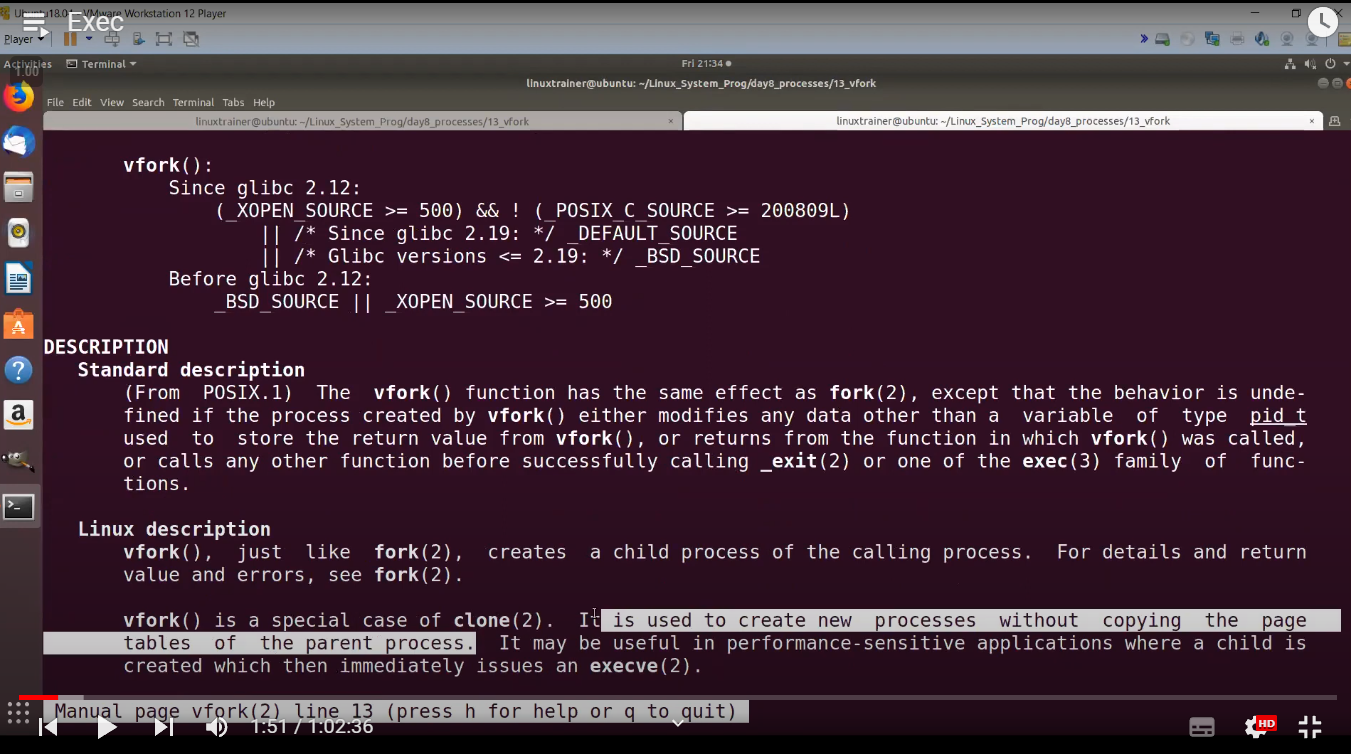 Ubuntu18.04 - VMware Workstation 12 Player
Exec
Player
Activities
Terminal
Fri 21:34
1.00
linuxtrainer@ubuntu: ~/Linux_System_Prog/day8_processes/13_vfork
File Edit View Search Terminal Tabs Help
linuxtrainer@ubuntu: ~/Linux_System_Prog/day8_processes/13_vfork × linuxtrainer@ubuntu: ~/Linux_System_Prog/day8_processes/13_vfork ×
vfork():
Since glibc 2.12:
(_XOPEN_SOURCE >= 500) && ! (_POSIX_C_SOURCE >= 200809L)
|| /* Since glibc 2.19: */ _DEFAULT_SOURCE
|| /* Glibc versions <= 2.19: */ _BSD_SOURCE
Before glibc 2.12:
_BSD_SOURCE || _XOPEN_SOURCE >= 500
DESCRIPTION
Standard description
(From POSIX.1) The vfork() function has the same effect as fork(2), except that the behavior is unde-
fined if the process created by vfork() either modifies any data other than a variable of type pid_t
used to store the return value from vfork(), or returns from the function in which vfork() was called,
or calls any other function before successfully calling _exit(2) or one of the exec(3) family of func-
tions.
Linux description
vfork(), just like fork(2), creates a child process of the calling process. For details and return
value and errors, see fork(2).
vfork() is a special case of clone(2). It is used to create new processes without copying the page
tables of the parent process. It may be useful in performance-sensitive applications where a child is
created which then immediately issues an execve(2).
Manual page vfork(2) line 13 (press h for help or q to quit)
1:51 / 1:02:36
HD